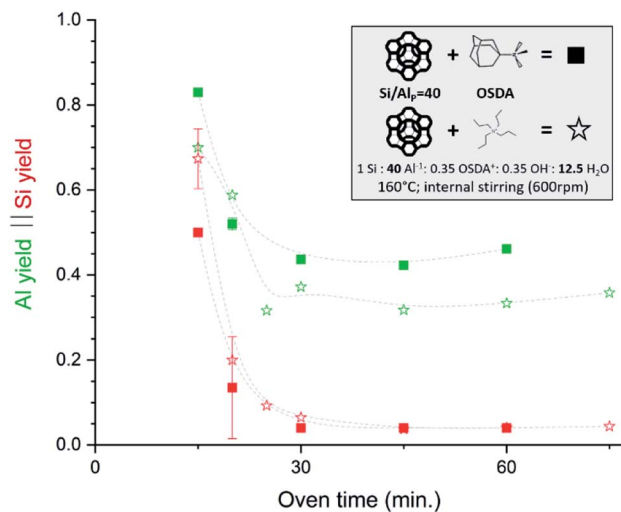 1.0
0.8
0.6
0.4
0.2
0.0
Al yield || Si yield
0
30
60
Oven time (min.)
+ =
Si/AlP=40 OSDA
+ N+ =
1 Si : 40 Al⁻¹: 0.35 OSDA⁺: 0.35 OH⁻: 12.5 H₂O
160°C; internal stirring (600rpm)